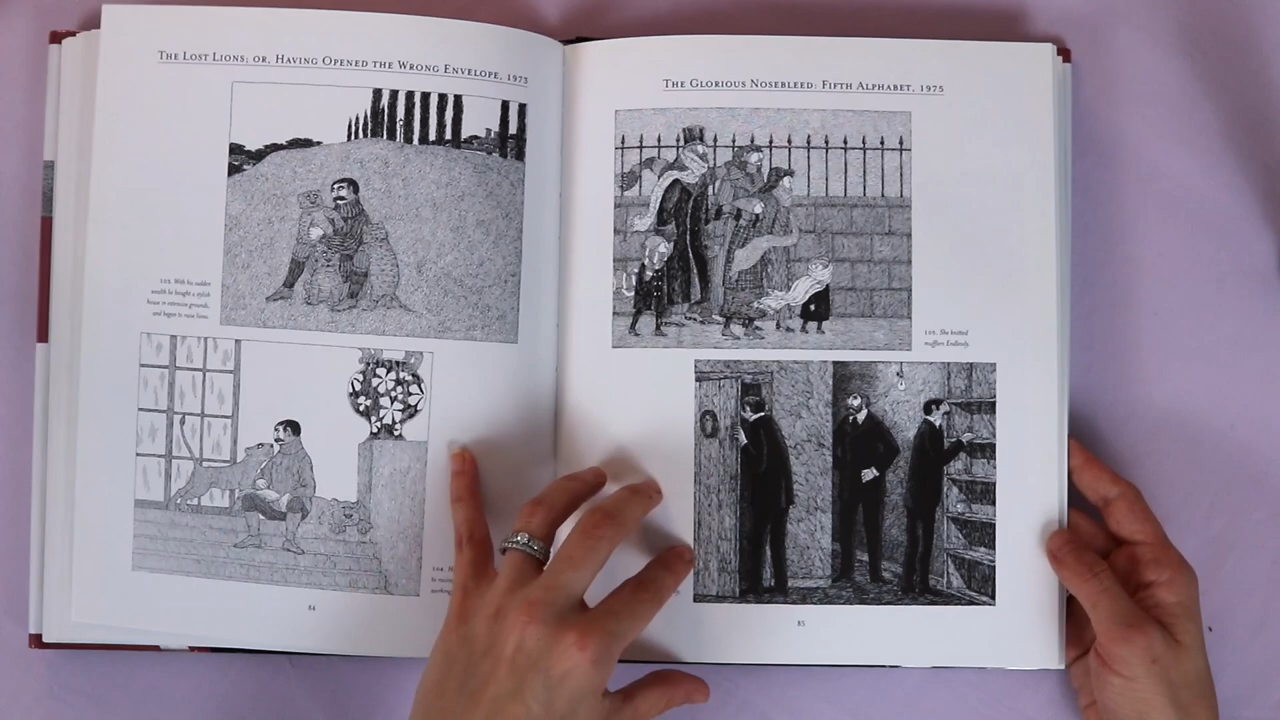 THE LOST LIONS; OR, HAVING OPENED THE WRONG ENVELOPE, 1973
103. With his sudden
wealth he bought a stylish
house in extensive grounds,
and began to raise lions.
104. H
84
THE GLORIOUS NOSEBLEED: FIFTH ALPHABET, 1975
105. She knitted
mufflers Endlessly.
85